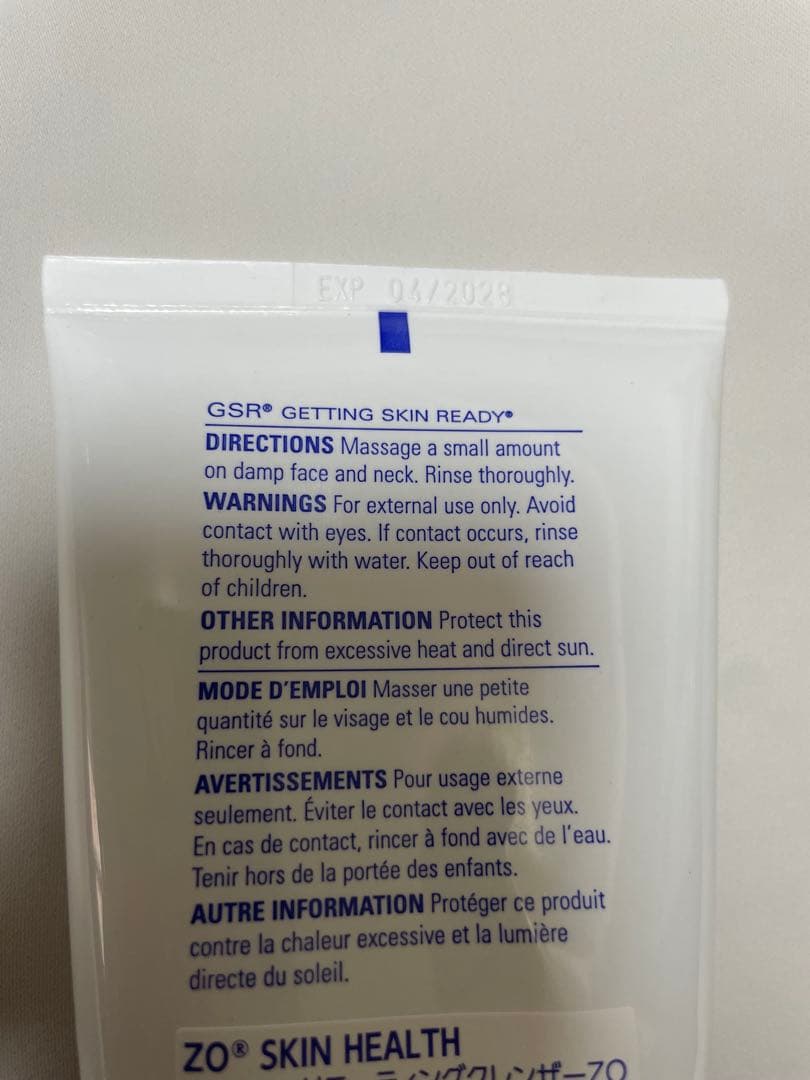 EXP 04/2028
GSR® GETTING SKIN READY®
DIRECTIONS Massage a small amount
on damp face and neck. Rinse thoroughly.
WARNINGS For external use only. Avoid
contact with eyes. If contact occurs, rinse
thoroughly with water. Keep out of reach
of children.
OTHER INFORMATION Protect this
product from excessive heat and direct sun.
MODE D'EMPLOI Masser une petite
quantité sur le visage et le cou humides.
Rincer à fond.
AVERTISSEMENTS Pour usage externe
seulement. Éviter le contact avec les yeux.
En cas de contact, rincer à fond avec de l'eau.
Tenir hors de la portée des enfants.
AUTRE INFORMATION Protéger ce produit
contre la chaleur excessive et la lumière
directe du soleil.
ZO® SKIN HEALTH